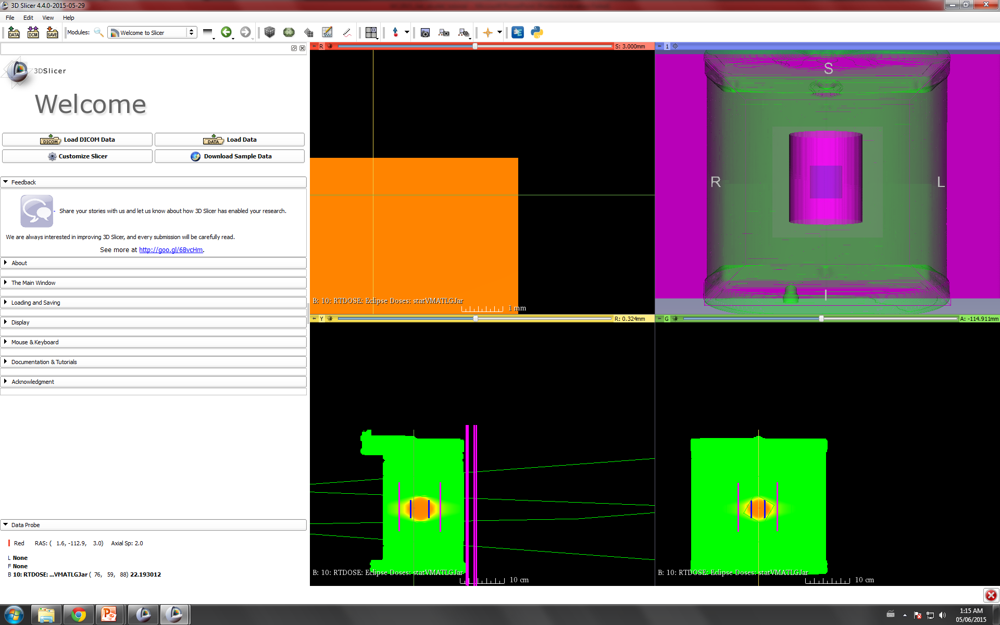 3D Slicer 4.4.0-2015-05-29
File Edit View Help
DATA DCM SAVE Modules: Welcome to Slicer
R S: 3.000mm
1
3DSlicer
Welcome
DICOM Load DICOM Data DATA Load Data
Customize Slicer Download Sample Data
Feedback
- Share your stories with us and let us know about how 3D Slicer has enabled your research.
We are always interested in improving 3D Slicer, and every submission will be carefully read.
See more at http://goo.gl/6BvcHm.
About
The Main Window
Loading and Saving
Display
Mouse & Keyboard
Documentation & Tutorials
Acknowledgment
Data Probe
Red RAS: ( 1.6, -112.9, 3.0) Axial Sp: 2.0
L None
F None
B 10: RTDOSE: ...VMATLGJar ( 76, 59, 88) 22.193012
B: 10: RTDOSE: Eclipse Doses: starVMATLGJar
1 mm
S
R L
I
Y R: 0.324mm
G A: -114.911mm
B: 10: RTDOSE: Eclipse Doses: starVMATLGJar
10 cm
B: 10: RTDOSE: Eclipse Doses: starVMATLGJar
10 cm
1:15 AM
05/06/2015